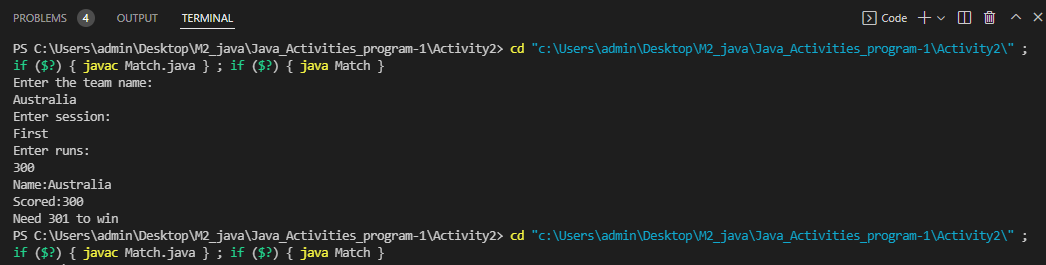 PROBLEMS 4 OUTPUT TERMINAL Code
PS C:\Users\admin\Desktop\M2_java\Java_Activities_program-1\Activity2> cd "c:\Users\admin\Desktop\M2_java\Java_Activities_program-1\Activity2\" ;
if ($?) { javac Match.java } ; if ($?) { java Match }
Enter the team name:
Australia
Enter session:
First
Enter runs:
300
Name:Australia
Scored:300
Need 301 to win
PS C:\Users\admin\Desktop\M2_java\Java_Activities_program-1\Activity2> cd "c:\Users\admin\Desktop\M2_java\Java_Activities_program-1\Activity2\" ;
if ($?) { javac Match.java } ; if ($?) { java Match }